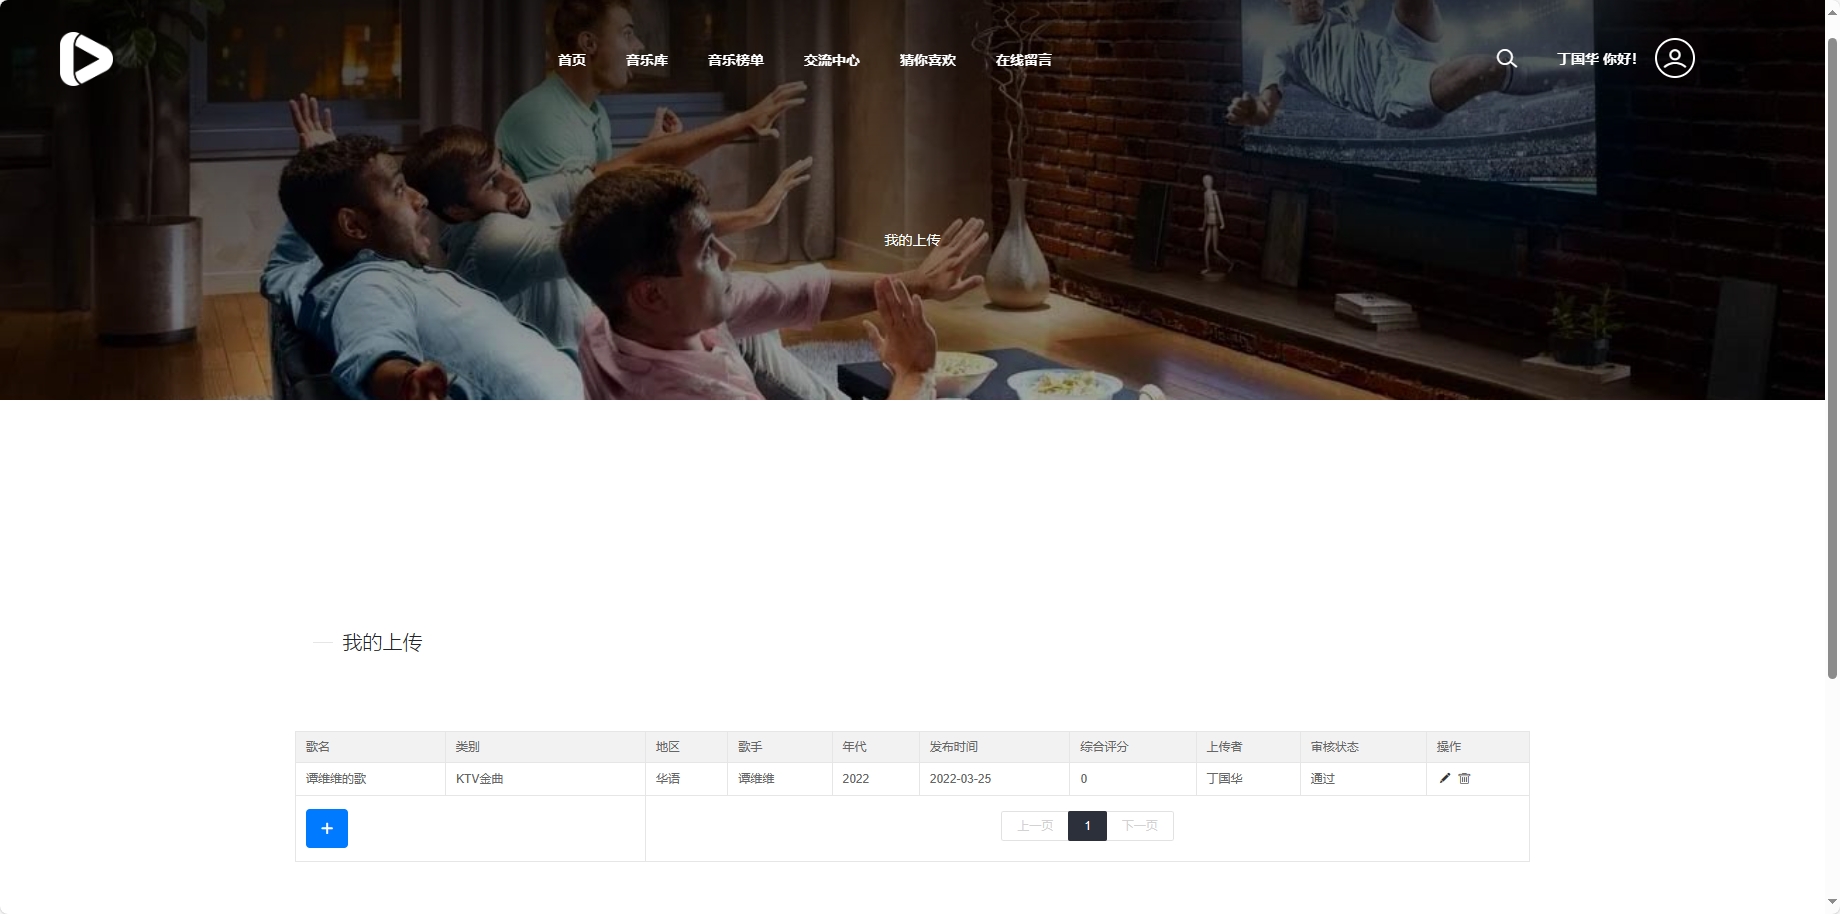 首页 音乐库 音乐榜单 交流中心 猜你喜欢 在线留言 丁国华 你好!
我的上传
我的上传
歌名 类别 地区 歌手 年代 发布时间 综合评分 上传者 审核状态 操作
谭维维的歌 KTV金曲 华语 谭维维 2022 2022-03-25 0 丁国华 通过
+ 上一页 1 下一页